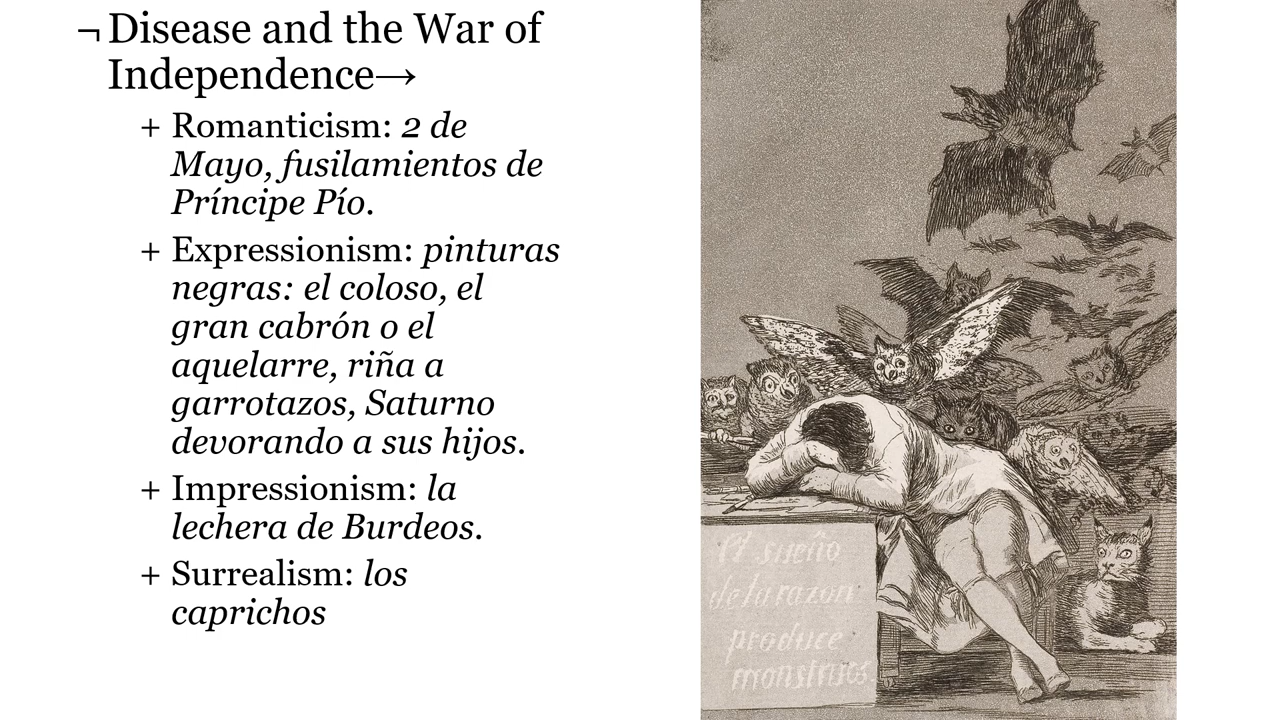 ¬ Disease and the War of
Independence→
+ Romanticism: 2 de
Mayo, fusilamientos de
Príncipe Pío.
+ Expressionism: pinturas
negras: el coloso, el
gran cabrón o el
aquelarre, riña a
garrotazos, Saturno
devorando a sus hijos.
+ Impressionism: la
lechera de Burdeos.
+ Surrealism: los
caprichos
El sueño
de la razon
produce
monstruos.